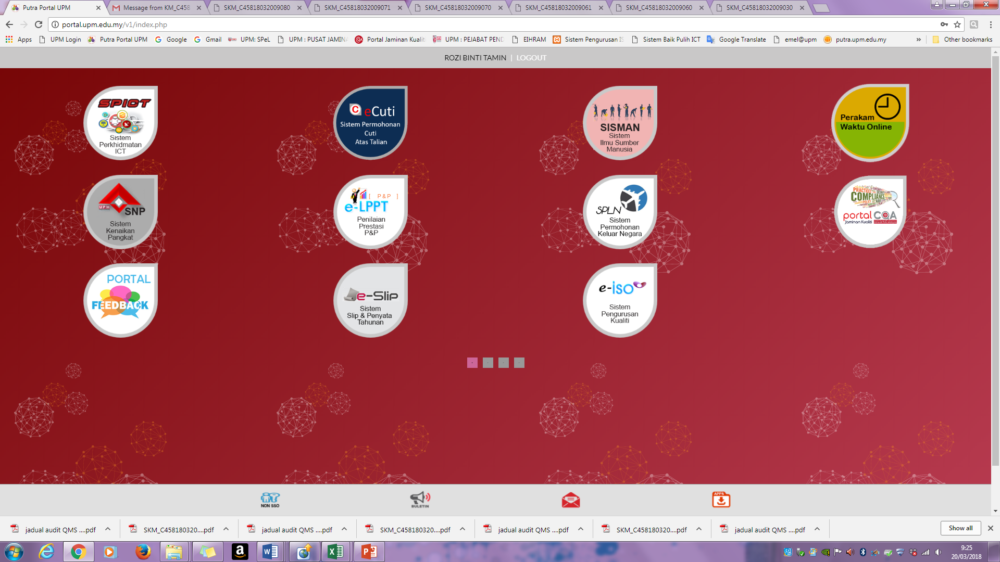 Putra Portal UPM
Message from KM_C458
SKM_C45818032009080
SKM_C45818032009071
SKM_C45818032009070
SKM_C45818032009061
SKM_C45818032009060
SKM_C45818032009030
portal.upm.edu.my/v1/index.php
Apps
UPM Login
Putra Portal UPM
Google
Gmail
UPM: SPeL
UPM : PUSAT JAMINA
Portal Jaminan Kualit
UPM : PEJABAT PEND
EIHRAM
Sistem Pengurusan IS
Sistem Baik Pulih ICT
Google Translate
emel@upm
putra.upm.edu.my
»
Other bookmarks
ROZI BINTI TAMIN | LOGOUT
SPICT
Sistem
Perkhidmatan
ICT
eCuti
Sistem Permohonan
Cuti
Atas Talian
SISMAN
Sistem
Ilmu Sumber
Manusia
Perakam
Waktu Online
UPM
SNP
Sistem
Kenaikan
Pangkat
[ P&P ]
e-LPPT
Penilaian
Prestasi
P&P
SPLN
Sistem
Permohonan
Keluar Negara
PRACTICES
COMPLIANCE
portal CQA
Jaminan Kualiti
PORTAL
FEEDBACK
e-Slip
Sistem
Slip & Penyata
Tahunan
e-iso
Sistem
Pengurusan
Kualiti
NON SSO
BULETIN
APPS
jadual audit QMS ....pdf
SKM_C458180320....pdf
jadual audit QMS ....pdf
SKM_C458180320....pdf
jadual audit QMS ....pdf
SKM_C458180320....pdf
jadual audit QMS ....pdf
Show all
9:25
20/03/2018